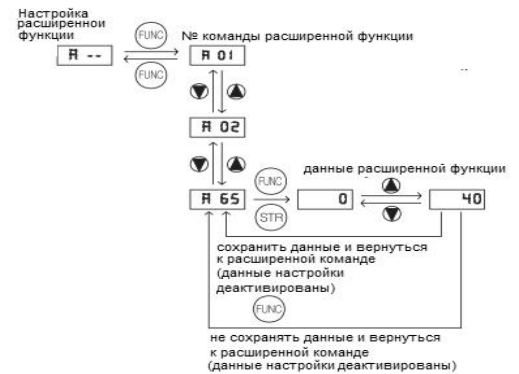 Настройка
расширенной
функции
FUNC
№ команды расширенной функции
A --
A 01
FUNC
A 02
данные расширенной функции
FUNC
A 65
0
40
STR
сохранить данные и вернуться
к расширенной команде
(данные настройки
деактивированы)
FUNC
не сохранять данные и вернуться
к расширенной команде
(данные настройки деактивированы)